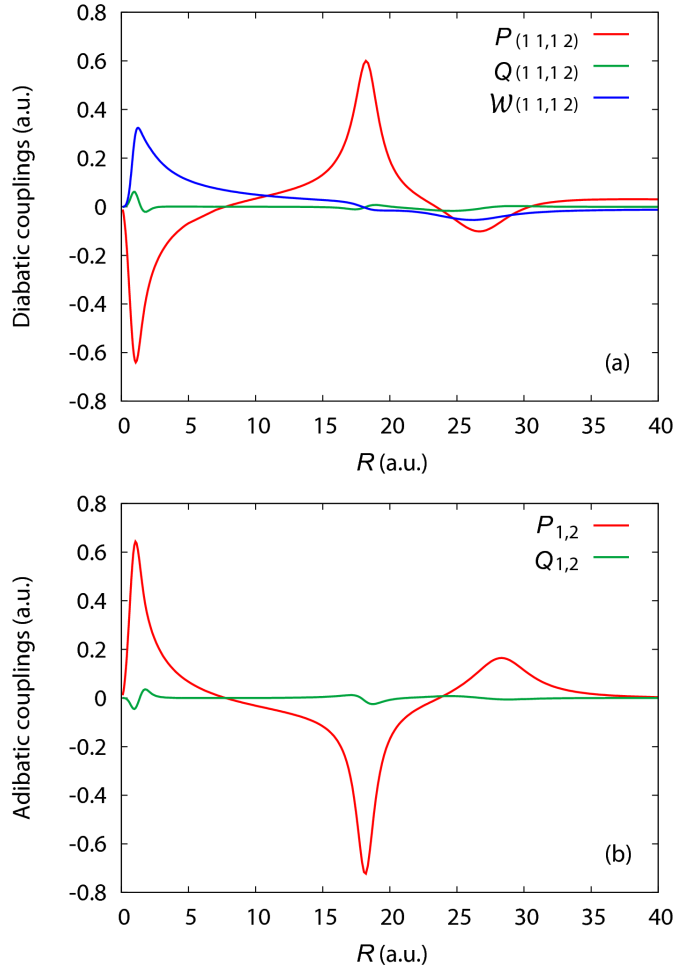 0.8
0.6
0.4
0.2
0
-0.2
-0.4
-0.6
-0.8
Diabatic couplings (a.u.)
P (1 1,1 2)
Q (1 1,1 2)
W (1 1,1 2)
(a)
0 5 10 15 20 25 30 35 40
R (a.u.)
0.8
0.6
0.4
0.2
0
-0.2
-0.4
-0.6
-0.8
Adibatic couplings (a.u.)
P 1,2
Q 1,2
(b)
0 5 10 15 20 25 30 35 40
R (a.u.)